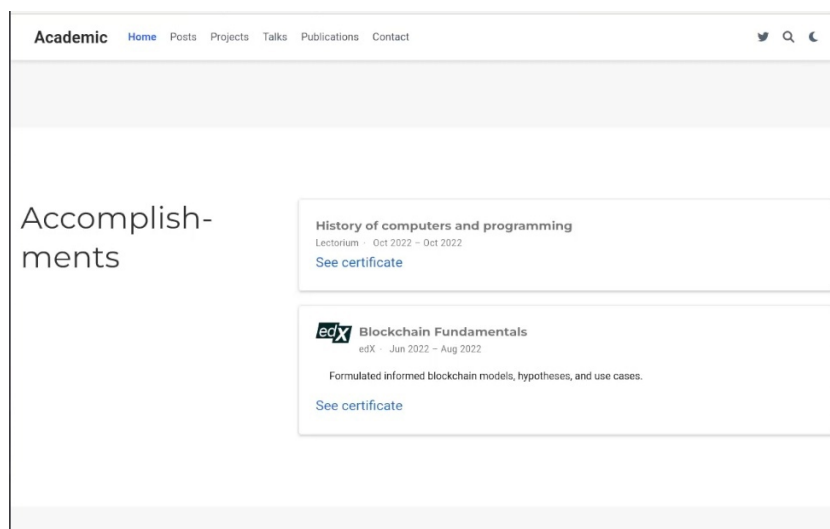 Academic Home Posts Projects Talks Publications Contact
Accomplish-
ments
History of computers and programming
Lectorium · Oct 2022 – Oct 2022
See certificate
edX Blockchain Fundamentals
edX · Jun 2022 – Aug 2022
Formulated informed blockchain models, hypotheses, and use cases.
See certificate